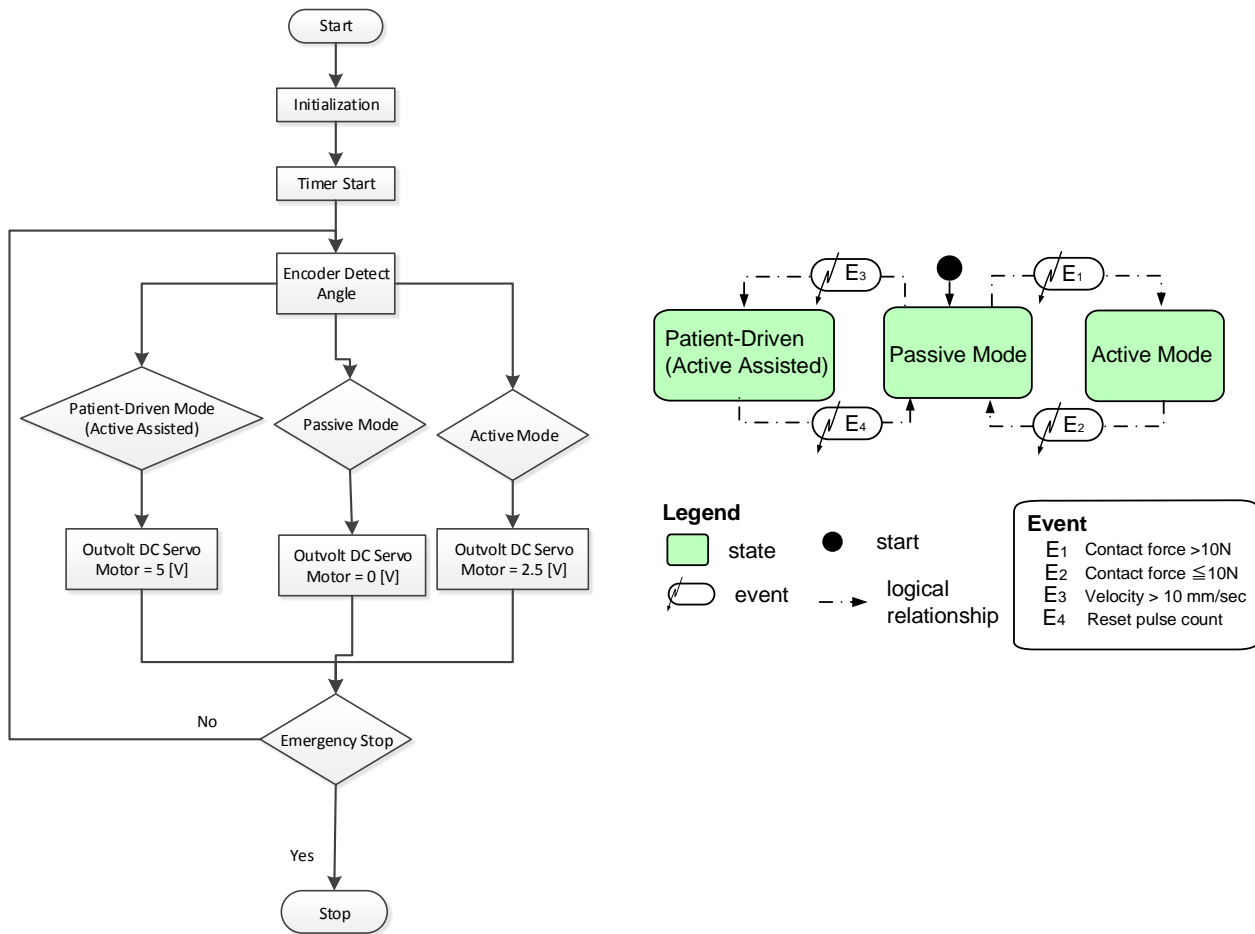 Start
Initialization
Timer Start
Encoder Detect
Angle
Patient-Driven Mode
(Active Assisted)
Passive Mode
Active Mode
Outvolt DC Servo
Motor = 5 [V]
Outvolt DC Servo
Motor = 0 [V]
Outvolt DC Servo
Motor = 2.5 [V]
No
Emergency Stop
Yes
Stop
E3
E1
Patient-Driven
(Active Assisted)
Passive Mode
Active Mode
E4
E2
Legend
state
start
event
logical
relationship
Event
E1 Contact force >10N
E2 Contact force ≦10N
E3 Velocity > 10 mm/sec
E4 Reset pulse count